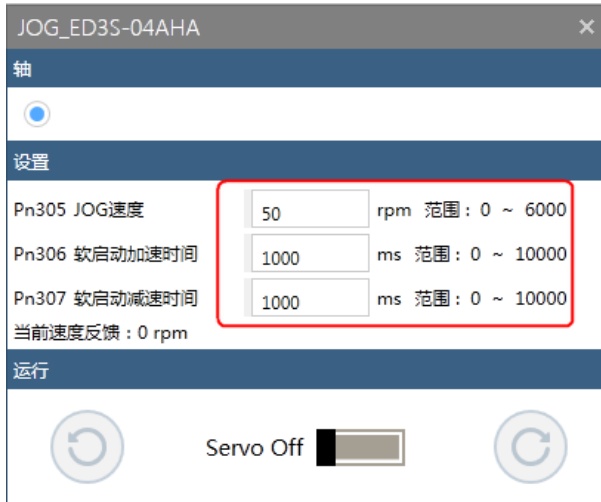 JOG_ED3S-04AHA ×
轴
设置
Pn305 JOG速度 50 rpm 范围：0 ~ 6000
Pn306 软启动加速时间 1000 ms 范围：0 ~ 10000
Pn307 软启动减速时间 1000 ms 范围：0 ~ 10000
当前速度反馈：0 rpm
运行
Servo Off